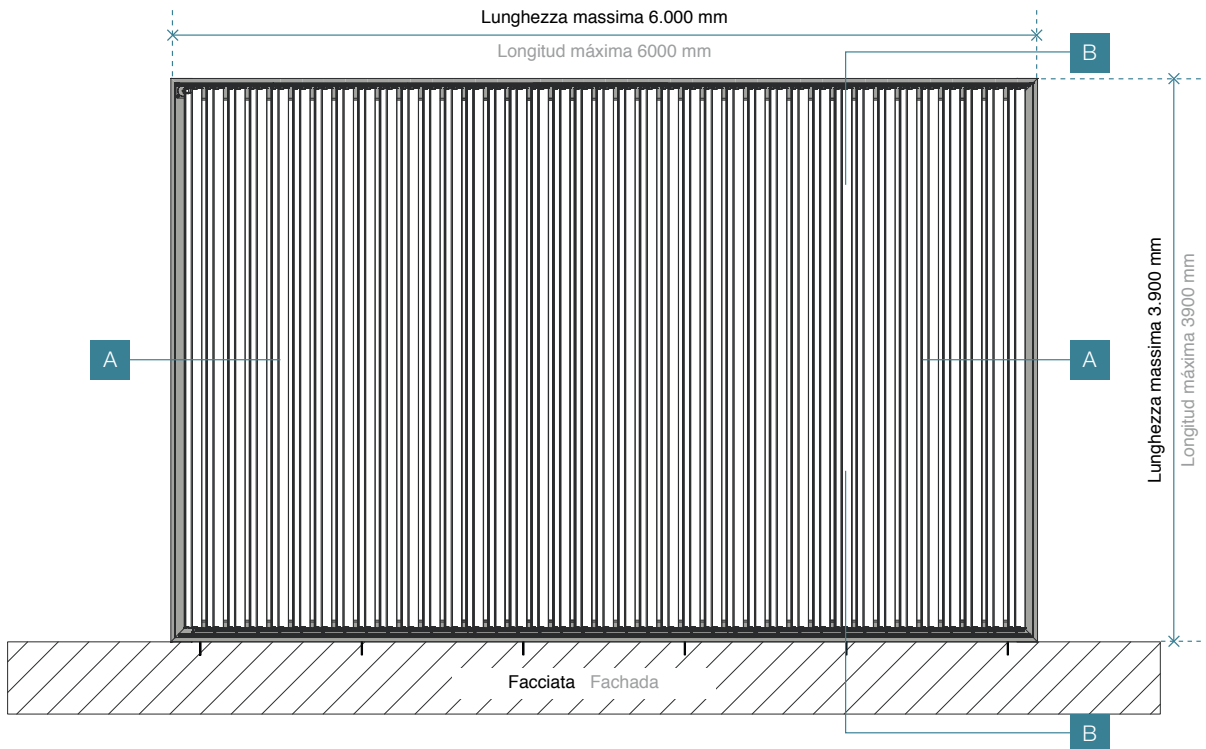 Lunghezza massima 6.000 mm
Longitud máxima 6000 mm
B
A
A
Lunghezza massima 3.900 mm
Longitud máxima 3900 mm
Facciata Fachada
B